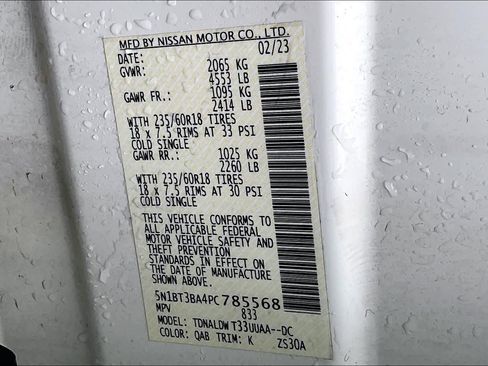 MFD BY NISSAN MOTOR CO., LTD.
DATE: 02/23
GVWR: 2065 KG
4553 LB
GAWR FR.: 1095 KG
2414 LB
WITH 235/60R18 TIRES
18 x 7.5 RIMS AT 33 PSI
COLD SINGLE
GAWR RR.: 1025 KG
2260 LB
WITH 235/60R18 TIRES
18 x 7.5 RIMS AT 30 PSI
COLD SINGLE
THIS VEHICLE CONFORMS TO
ALL APPLICABLE FEDERAL
MOTOR VEHICLE SAFETY AND
THEFT PREVENTION
STANDARDS IN EFFECT ON
THE DATE OF MANUFACTURE
SHOWN ABOVE.
5N1BT3BA4PC785568
MPV 833
MODEL: TDNALDW T33UUAA--DC
COLOR: QAB TRIM: K ZS30A